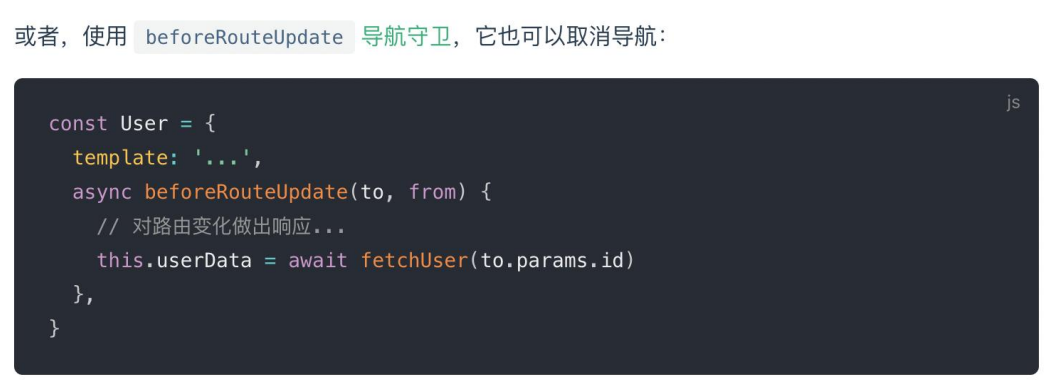 或者，使用 beforeRouteUpdate 导航守卫，它也可以取消导航：
js
const User = {
  template: '...',
  async beforeRouteUpdate(to, from) {
    // 对路由变化做出响应...
    this.userData = await fetchUser(to.params.id)
  },
}